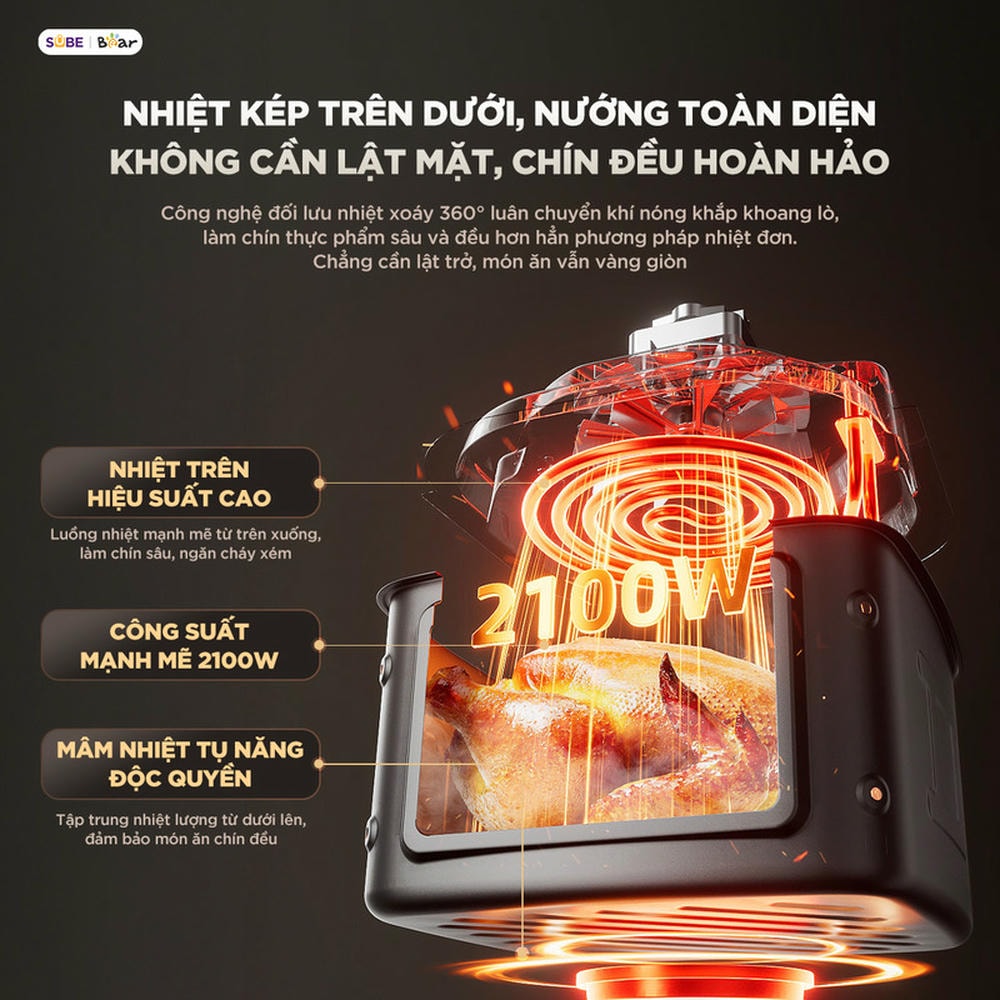 SUBE | Bear
NHIỆT KÉP TRÊN DƯỚI, NƯỚNG TOÀN DIỆN
KHÔNG CẦN LẬT MẶT, CHÍN ĐỀU HOÀN HẢO
Công nghệ đối lưu nhiệt xoáy 360° luân chuyển khí nóng khắp khoang lò,
làm chín thực phẩm sâu và đều hơn hẳn phương pháp nhiệt đơn.
Chẳng cần lật trở, món ăn vẫn vàng giòn
NHIỆT TRÊN
HIỆU SUẤT CAO
Luồng nhiệt mạnh mẽ từ trên xuống,
làm chín sâu, ngăn cháy xém
2100W
CÔNG SUẤT
MẠNH MẼ 2100W
MÂM NHIỆT TỤ NĂNG
ĐỘC QUYỀN
Tập trung nhiệt lượng từ dưới lên,
đảm bảo món ăn chín đều